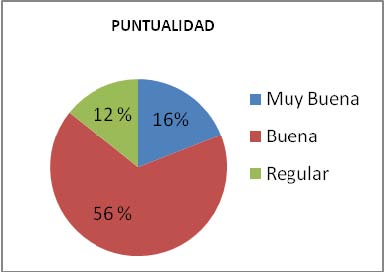 PUNTUALIDAD
12 %
16%
56 %
Muy Buena
Buena
Regular